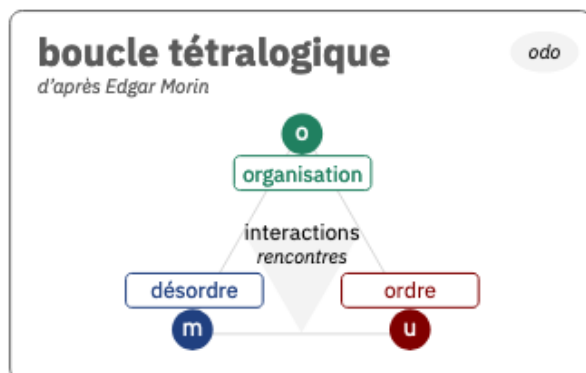 boucle tétralogique
odo
d'après Edgar Morin
o
organisation
interactions
rencontres
désordre
ordre
m
u